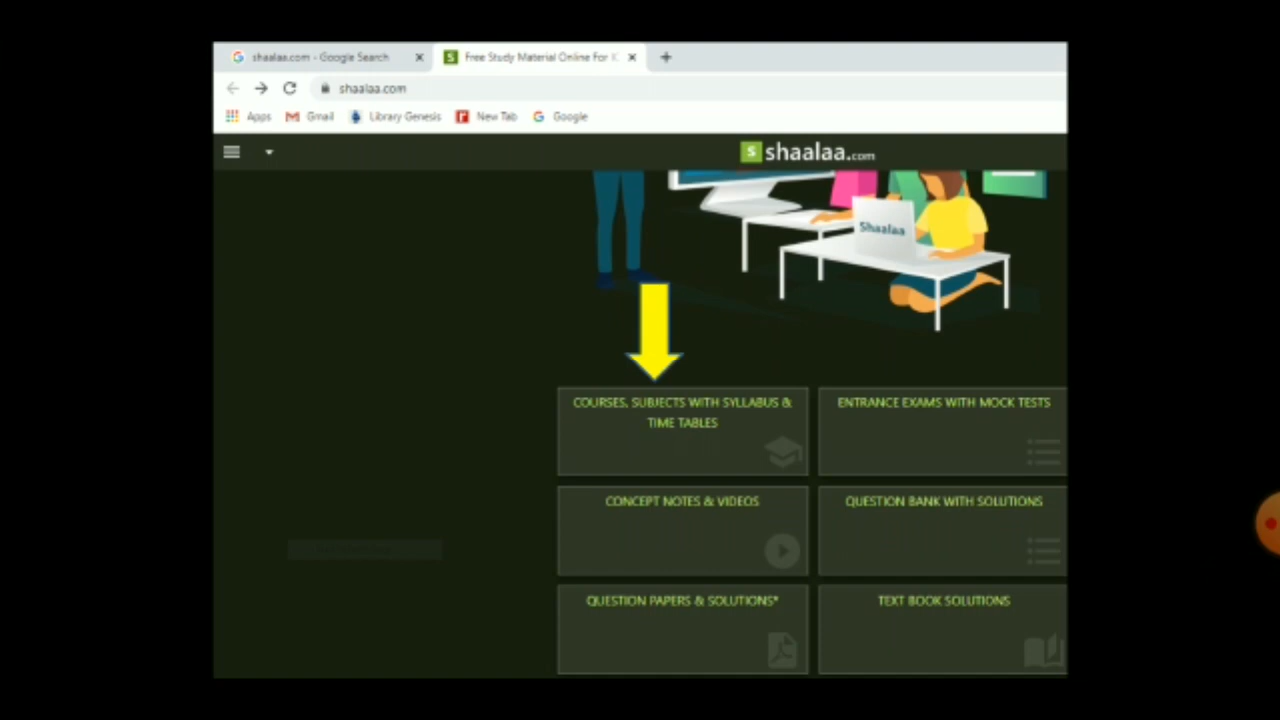 shaalaa.com - Google Search
Free Study Material Online For
shaalaa.com
Apps Gmail Library Genesis New Tab Google
shaalaa.com
Shaalaa
COURSES, SUBJECTS WITH SYLLABUS &
TIME TABLES
ENTRANCE EXAMS WITH MOCK TESTS
CONCEPT NOTES & VIDEOS
QUESTION BANK WITH SOLUTIONS
QUESTION PAPERS & SOLUTIONS*
TEXT BOOK SOLUTIONS